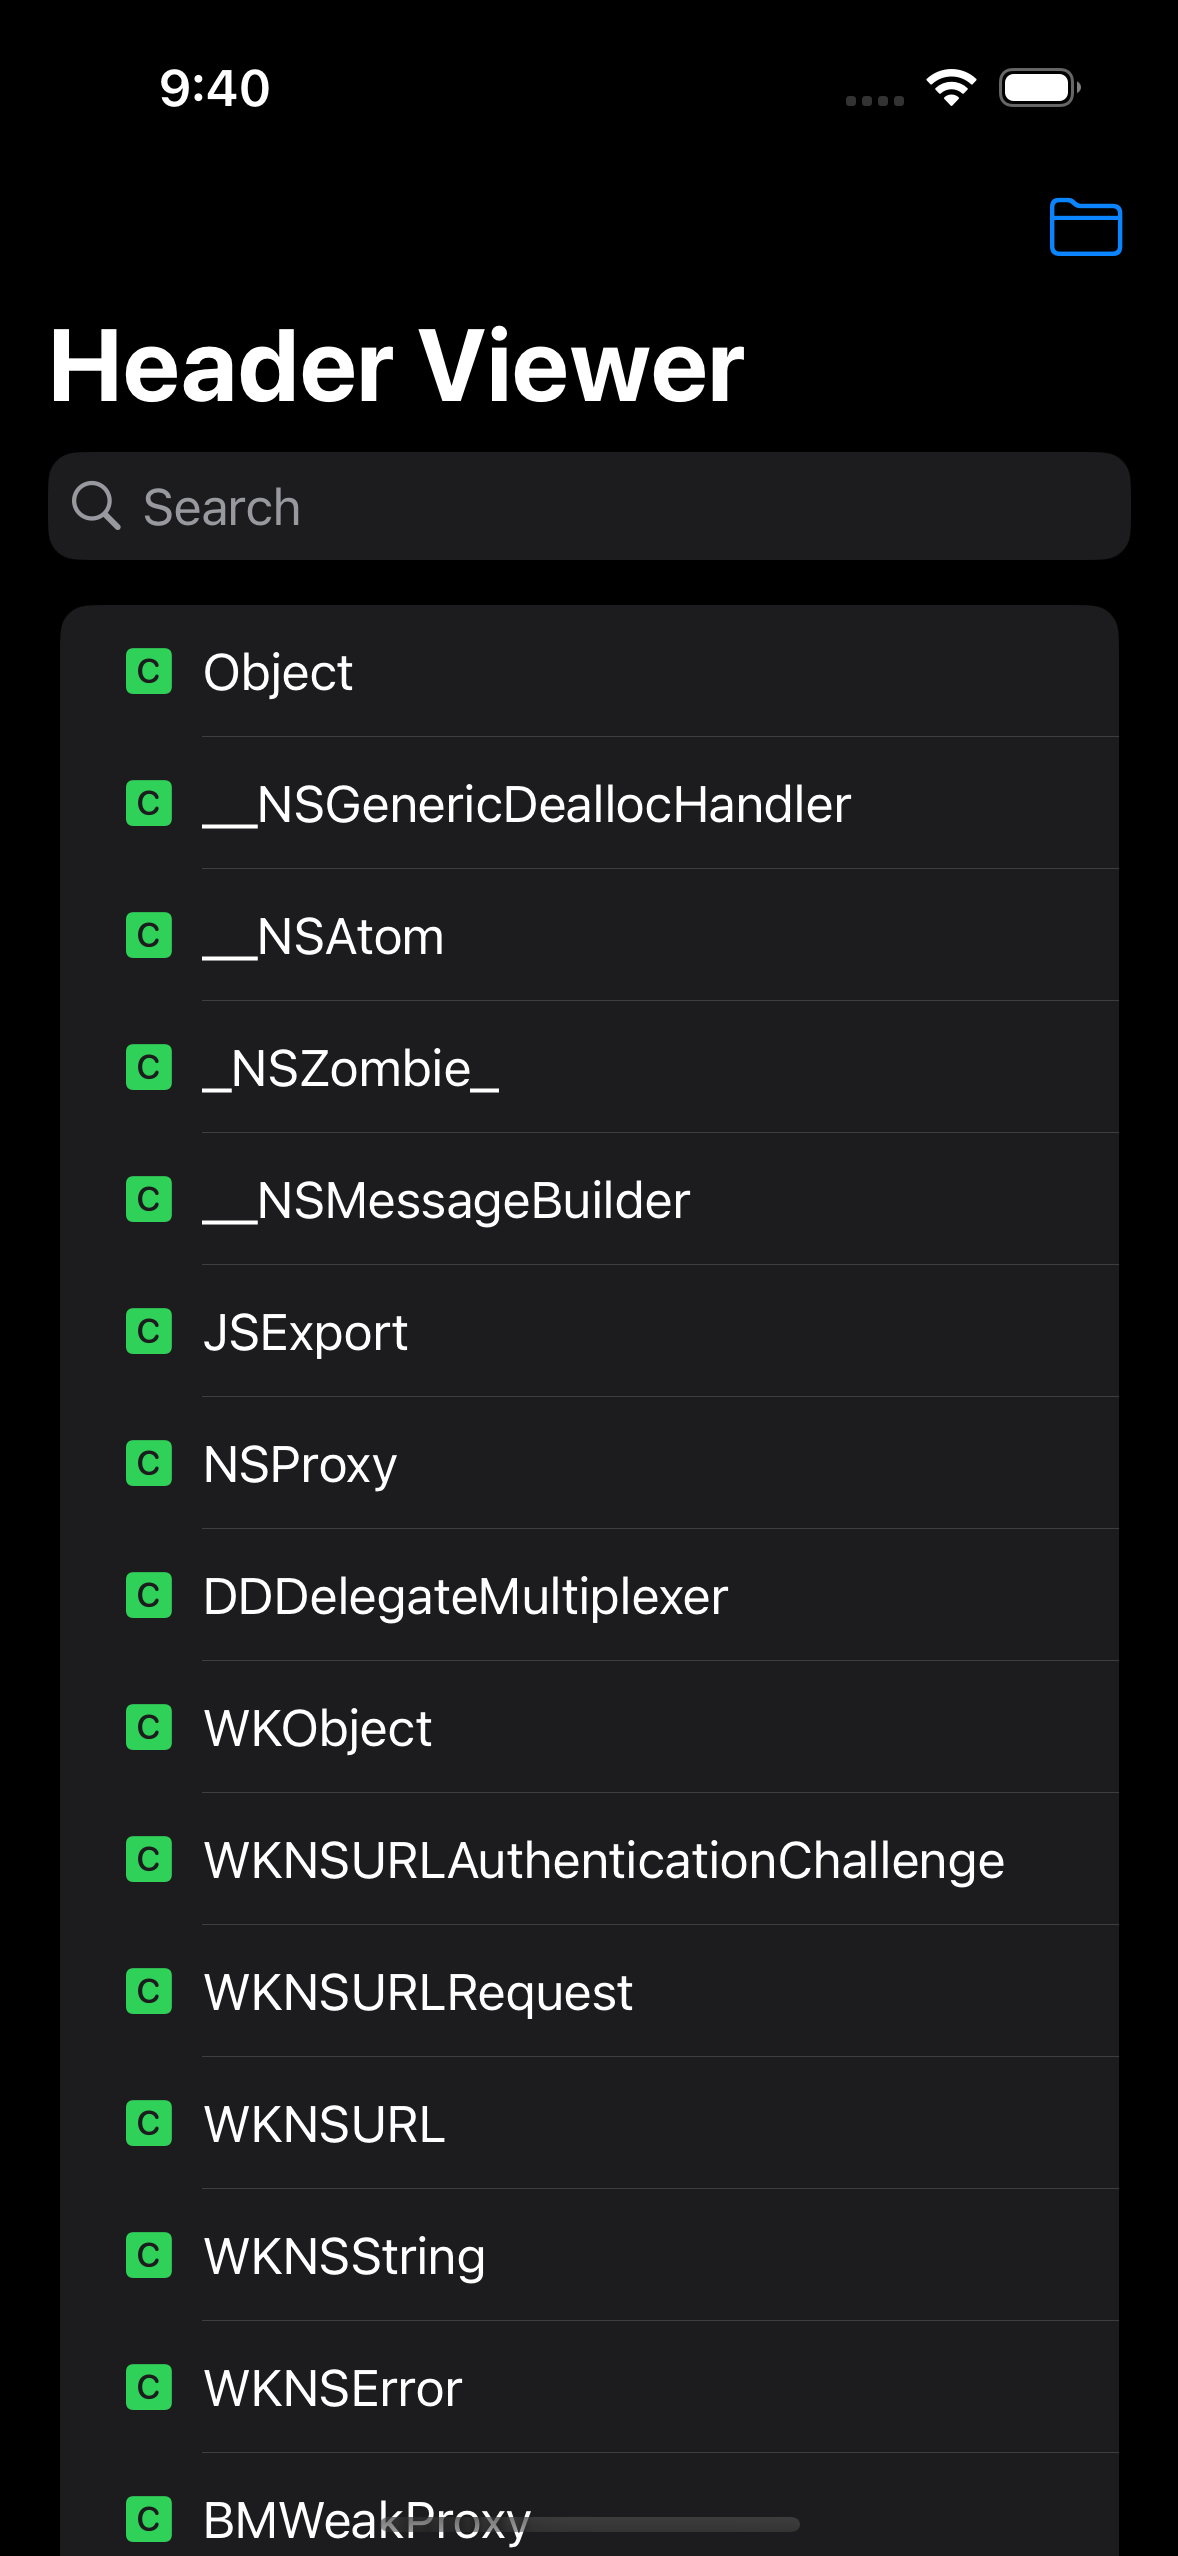 9:40
Header Viewer
Search
C Object
C __NSGenericDeallocHandler
C __NSAtom
C _NSZombie_
C __NSMessageBuilder
C JSExport
C NSProxy
C DDDelegateMultiplexer
C WKObject
C WKNSURLAuthenticationChallenge
C WKNSURLRequest
C WKNSURL
C WKNSString
C WKNSError
C BMWeakProxy